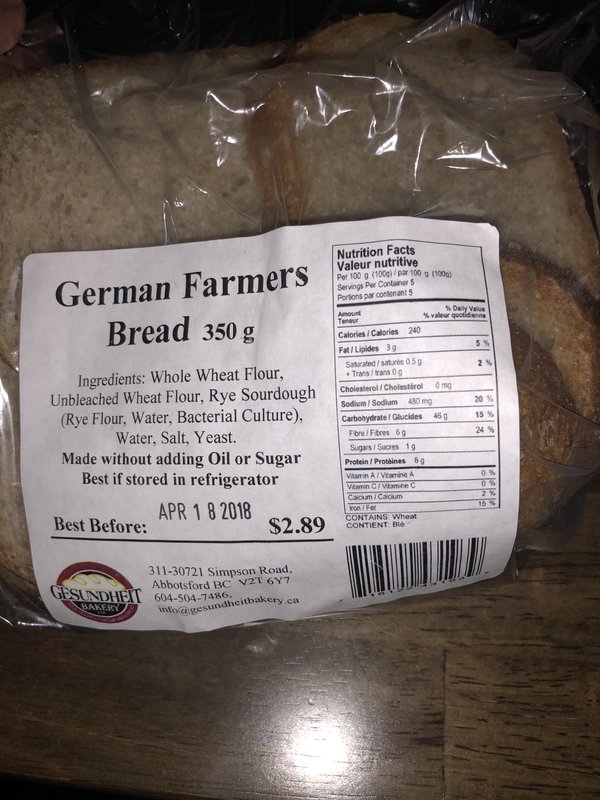 German Farmers
Bread 350 g
Ingredients: Whole Wheat Flour,
Unbleached Wheat Flour, Rye Sourdough
(Rye Flour, Water, Bacterial Culture),
Water, Salt, Yeast.
Made without adding Oil or Sugar
Best if stored in refrigerator
Best Before: APR 18 2018 $2.89
GESUNDHEIT
BAKERY
311-30721 Simpson Road,
Abbotsford BC V2T 6Y7
604-504-7486,
info@gesundheitbakery.ca
Nutrition Facts
Valeur nutritive
Per 100 g (100g) / par 100 g (100g)
Servings Per Container 5
Portions par contenant 5
Amount % Daily Value
Teneur % valeur quotidienne
Calories / Calories 240
Fat / Lipides 3 g 5 %
Saturated / saturés 0.5 g 2 %
+ Trans / trans 0 g
Cholesterol / Cholestérol 0 mg
Sodium / Sodium 480 mg 20 %
Carbohydrate / Glucides 46 g 15 %
Fibre / Fibres 6 g 24 %
Sugars / Sucres 1 g
Protein / Protéines 8 g
Vitamin A / Vitamine A 0 %
Vitamin C / Vitamine C 0 %
Calcium / Calcium 2 %
Iron / Fer 15 %
CONTAINS: Wheat
CONTIENT: Blé